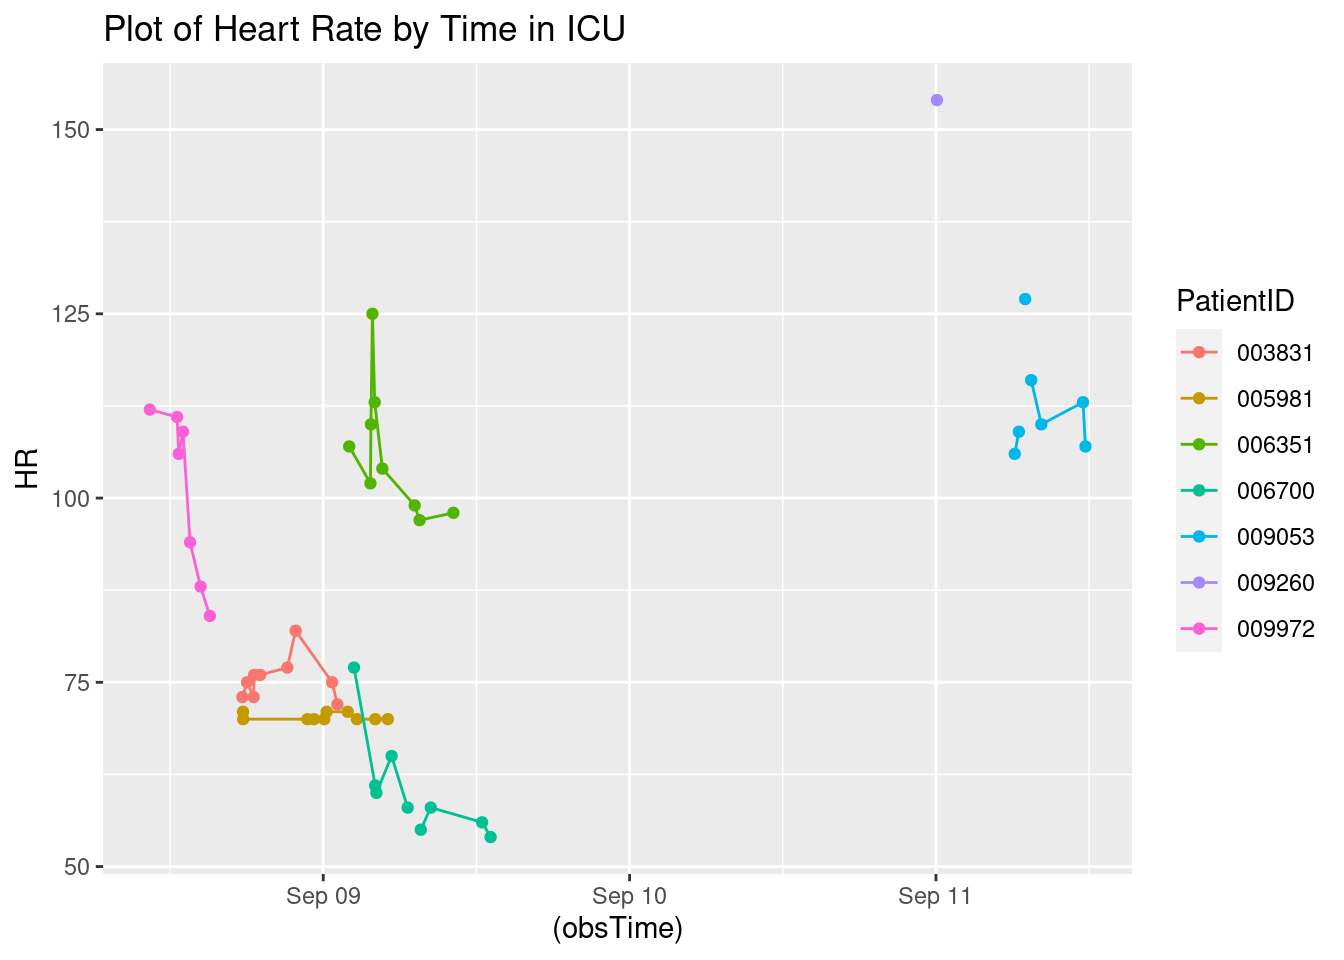 Plot of Heart Rate by Time in ICU
150
125
100
75
50
HR
Sep 09
Sep 10
Sep 11
(obsTime)
PatientID
003831
005981
006351
006700
009053
009260
009972